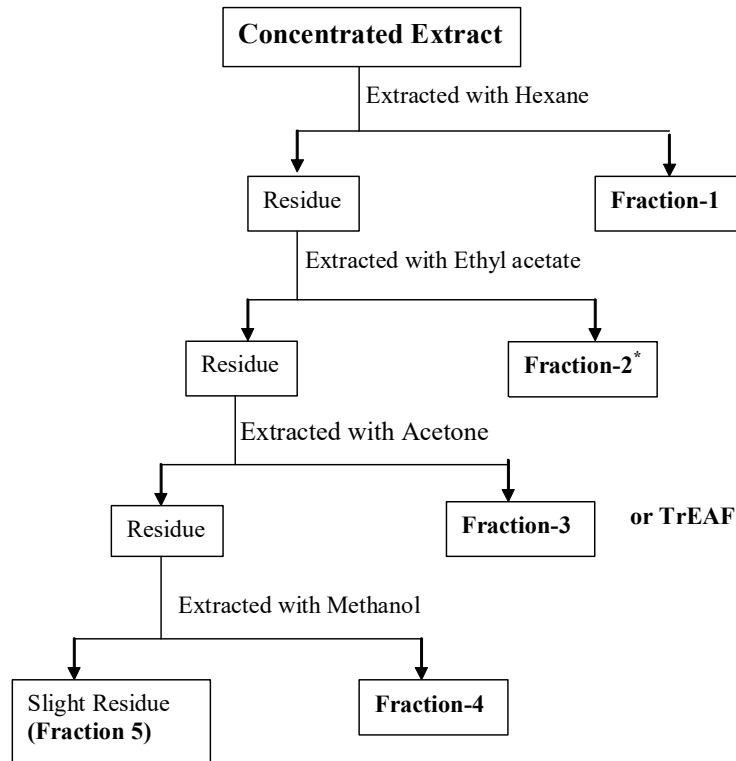 Concentrated Extract
Extracted with Hexane
Residue
Fraction-1
Extracted with Ethyl acetate
Residue
Fraction-2*
Extracted with Acetone
Residue
Fraction-3
or TrEAF
Extracted with Methanol
Slight Residue
(Fraction 5)
Fraction-4